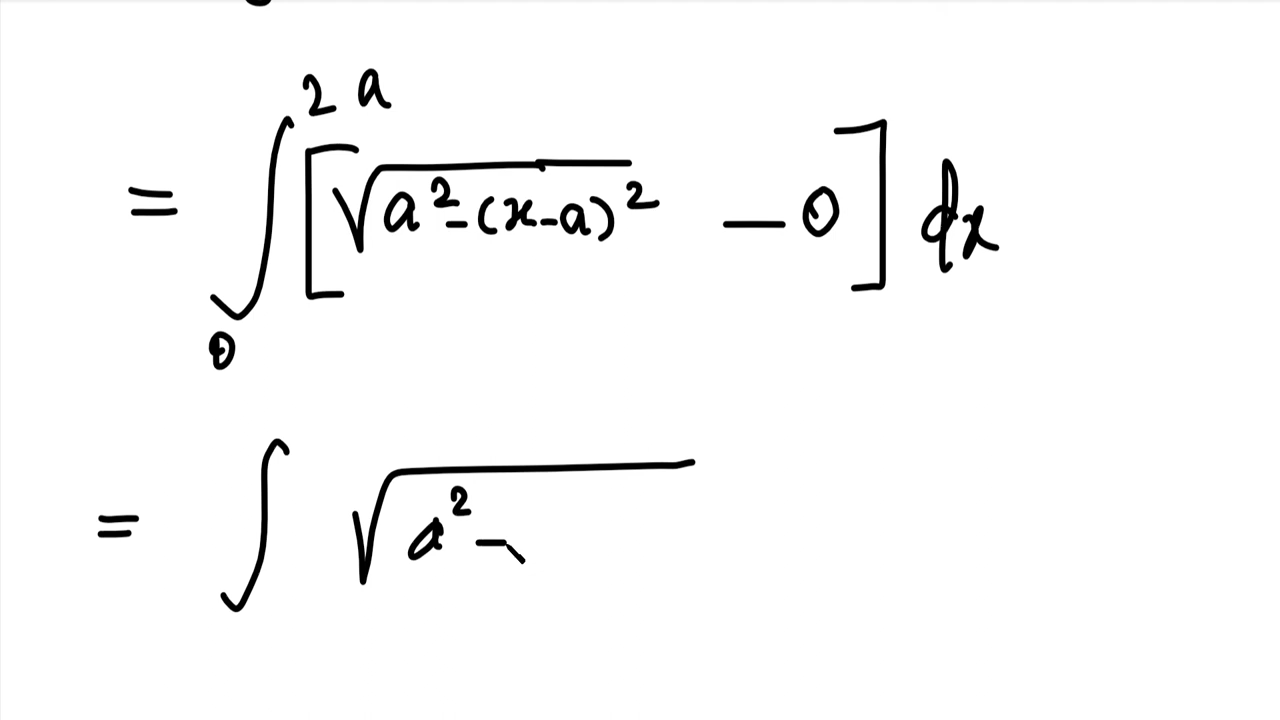 = ∫₀^{2a} [√(a²-(x-a)²) - 0] dx
= ∫ √(a² -